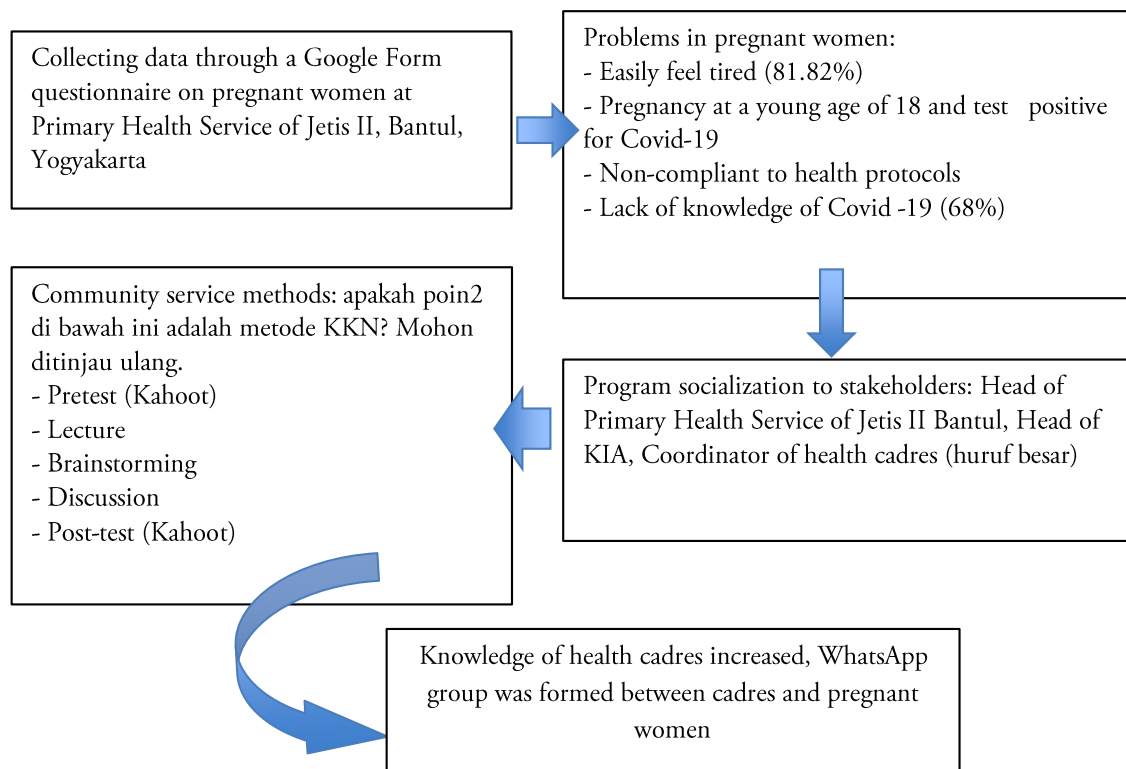 Collecting data through a Google Form
questionnaire on pregnant women at
Primary Health Service of Jetis II, Bantul,
Yogyakarta
Problems in pregnant women:
- Easily feel tired (81.82%)
- Pregnancy at a young age of 18 and test positive
for Covid-19
- Non-compliant to health protocols
- Lack of knowledge of Covid -19 (68%)
Program socialization to stakeholders: Head of
Primary Health Service of Jetis II Bantul, Head of
KIA, Coordinator of health cadres (huruf besar)
Community service methods: apakah poin2
di bawah ini adalah metode KKN? Mohon
ditinjau ulang.
- Pretest (Kahoot)
- Lecture
- Brainstorming
- Discussion
- Post-test (Kahoot)
Knowledge of health cadres increased, WhatsApp
group was formed between cadres and pregnant
women